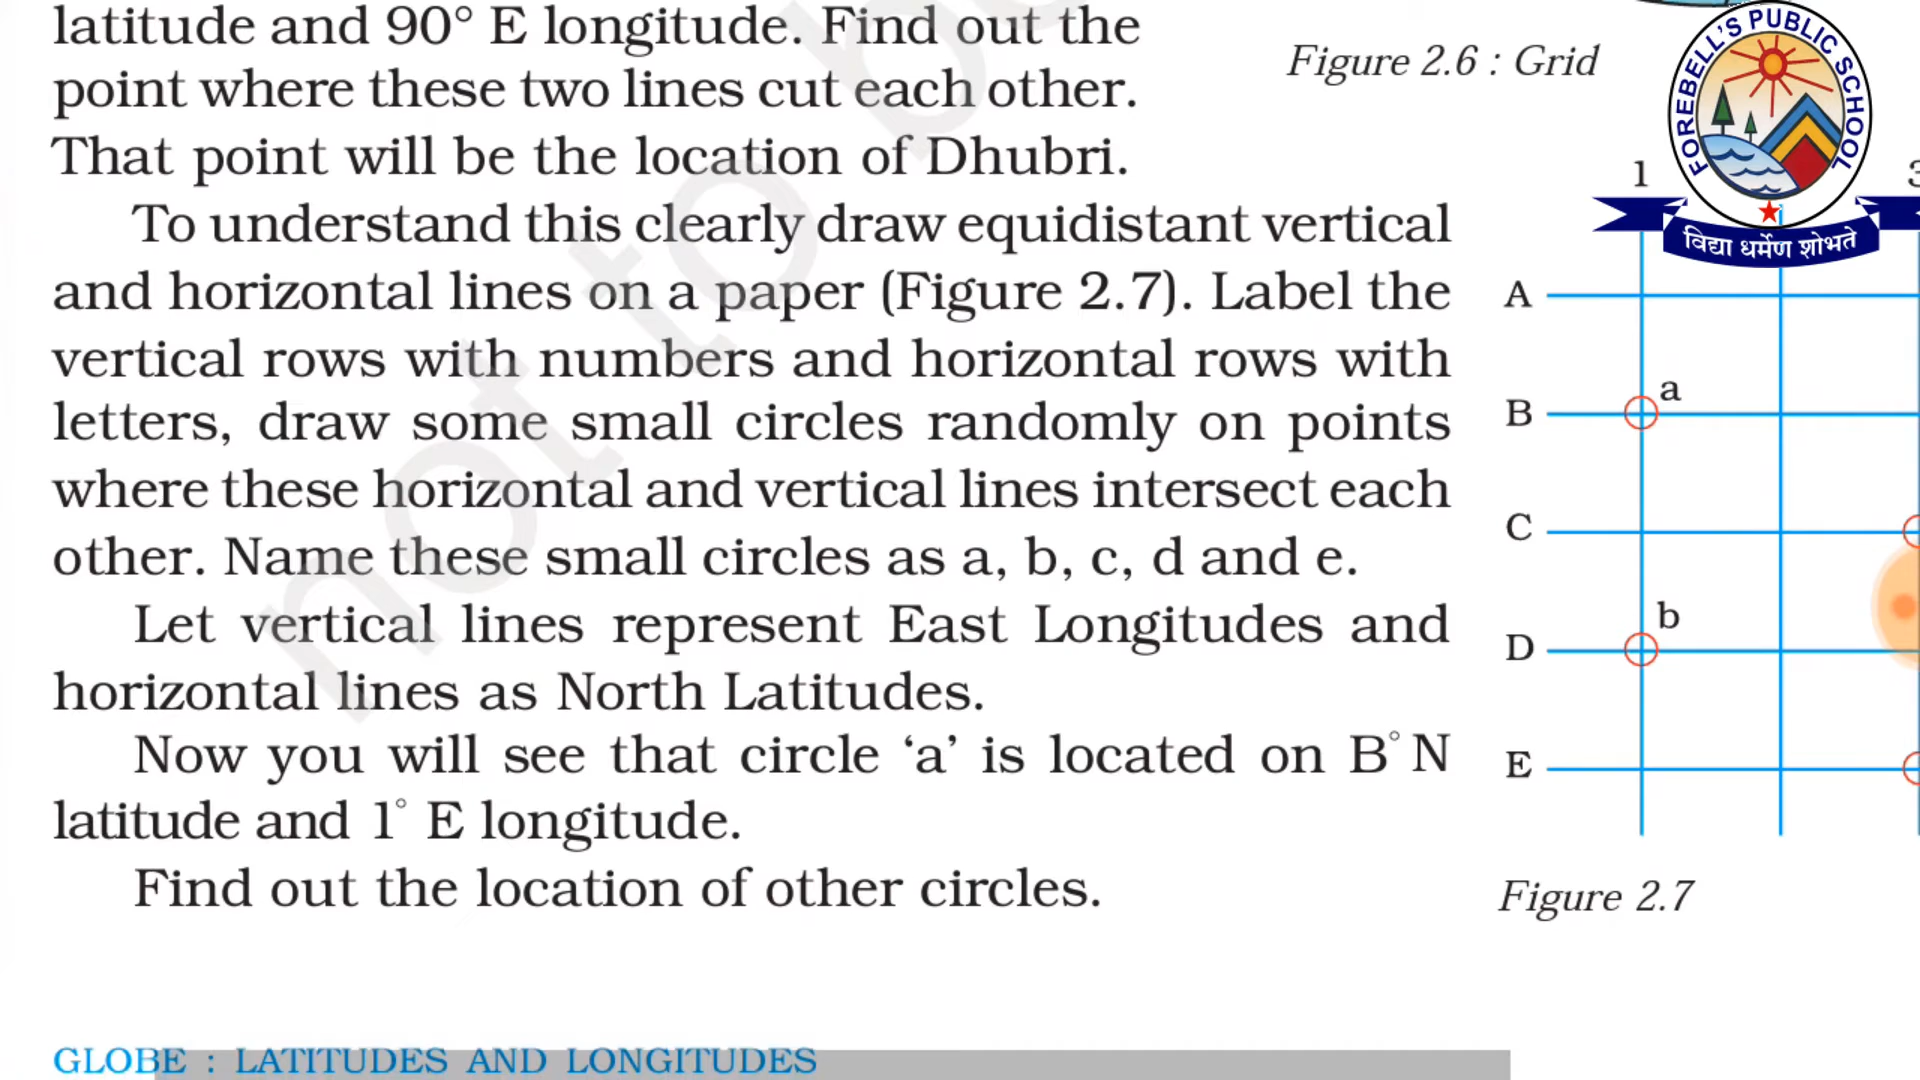 latitude and 90° E longitude. Find out the
point where these two lines cut each other.
That point will be the location of Dhubri.
To understand this clearly draw equidistant vertical
and horizontal lines on a paper (Figure 2.7). Label the
vertical rows with numbers and horizontal rows with
letters, draw some small circles randomly on points
where these horizontal and vertical lines intersect each
other. Name these small circles as a, b, c, d and e.
Let vertical lines represent East Longitudes and
horizontal lines as North Latitudes.
Now you will see that circle ‘a’ is located on B° N
latitude and 1° E longitude.
Find out the location of other circles.
GLOBE : LATITUDES AND LONGITUDES
not to be
Figure 2.6 : Grid
FOREBELL'S PUBLIC SCHOOL
विद्या धर्मेण शोभते
1 3
A
a
B
C
b
D
E
Figure 2.7